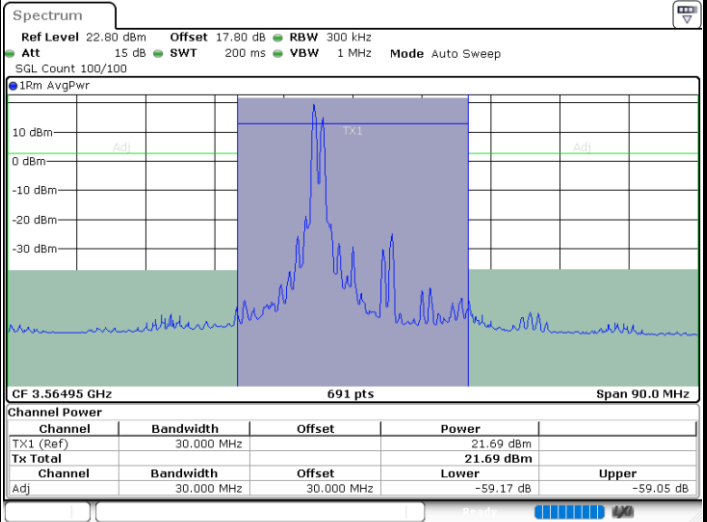 Spectrum
Ref Level 22.80 dBm Offset 17.80 dB RBW 300 kHz
Att 15 dB SWT 200 ms VBW 1 MHz Mode Auto Sweep
SGL Count 100/100
1Rm AvgPwr
TX1
Adj Adj
10 dBm
0 dBm
-10 dBm
-20 dBm
-30 dBm
CF 3.56495 GHz 691 pts Span 90.0 MHz
Channel Power
Channel Bandwidth Offset Power
TX1 (Ref) 30.000 MHz 21.69 dBm
Tx Total 21.69 dBm
Channel Bandwidth Offset Lower Upper
Adj 30.000 MHz 30.000 MHz -59.17 dB -59.05 dB
Ready